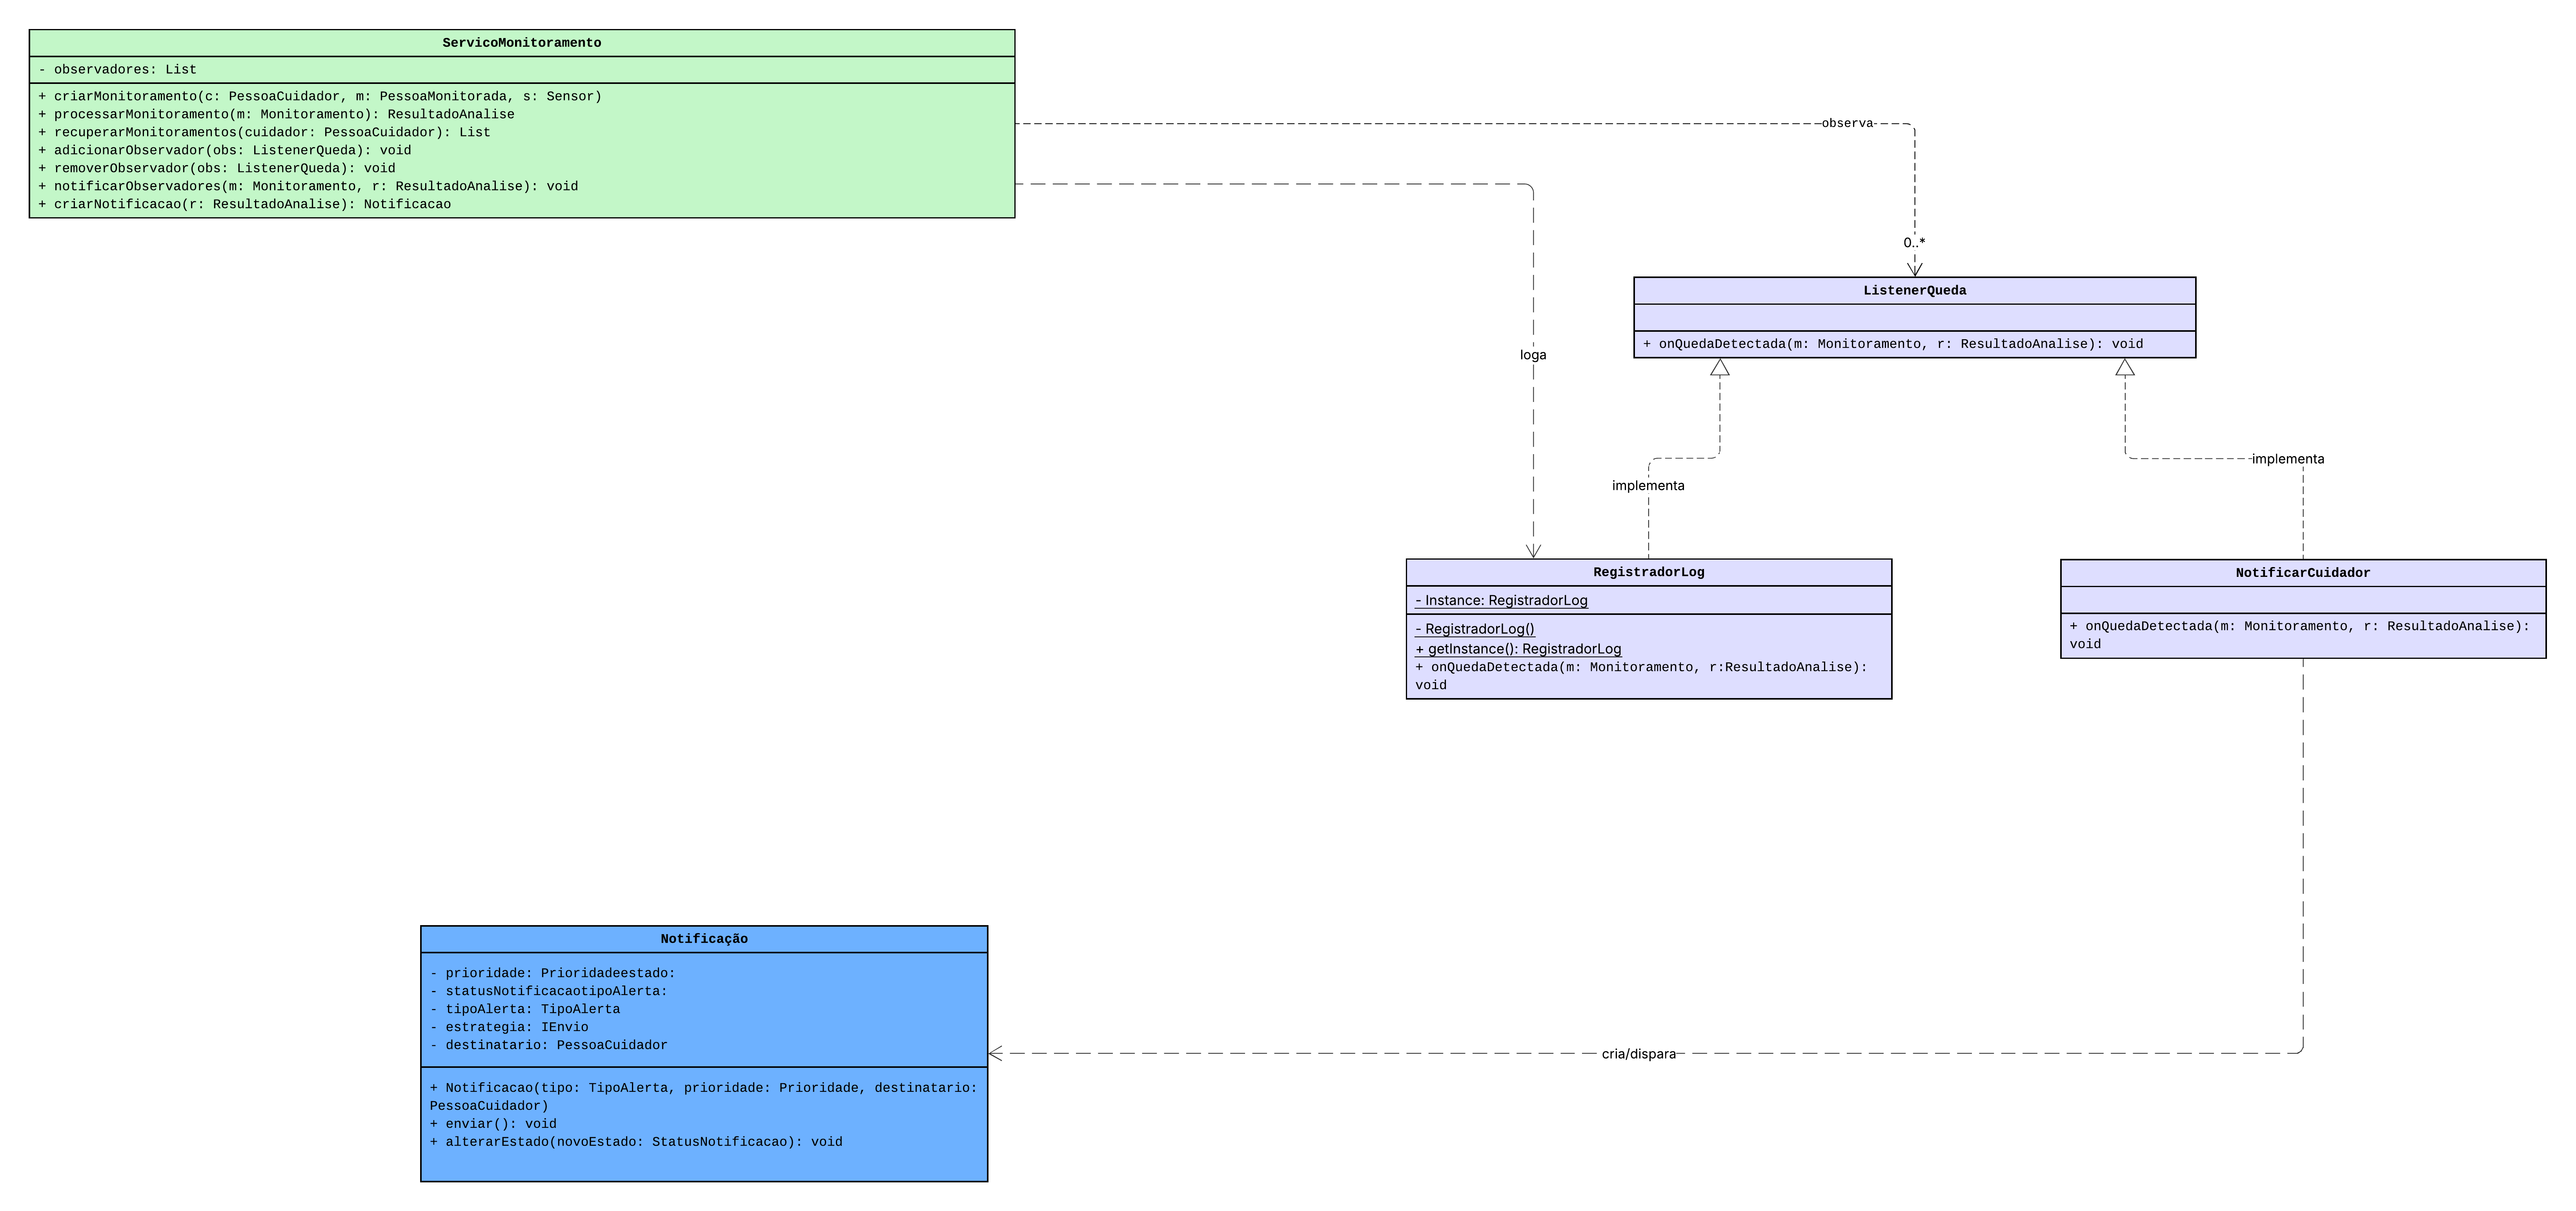 ServicoMonitoramento
- observadores: List
+ criarMonitoramento(c: PessoaCuidador, m: PessoaMonitorada, s: Sensor)
+ processarMonitoramento(m: Monitoramento): ResultadoAnalise
+ recuperarMonitoramentos(cuidador: PessoaCuidador): List
+ adicionarObservador(obs: ListenerQueda): void
+ removerObservador(obs: ListenerQueda): void
+ notificarObservadores(m: Monitoramento, r: ResultadoAnalise): void
+ criarNotificacao(r: ResultadoAnalise): Notificacao
observa
0..*
ListenerQueda
+ onQuedaDetectada(m: Monitoramento, r: ResultadoAnalise): void
loga
implementa
implementa
RegistradorLog
- Instance: RegistradorLog
- RegistradorLog()
+ getInstance(): RegistradorLog
+ onQuedaDetectada(m: Monitoramento, r:ResultadoAnalise):
void
NotificarCuidador
+ onQuedaDetectada(m: Monitoramento, r: ResultadoAnalise):
void
Notificação
- prioridade: Prioridadeestado:
- statusNotificacaotipoAlerta:
- tipoAlerta: TipoAlerta
- estrategia: IEnvio
- destinatario: PessoaCuidador
+ Notificacao(tipo: TipoAlerta, prioridade: Prioridade, destinatario:
PessoaCuidador)
+ enviar(): void
+ alterarEstado(novoEstado: StatusNotificacao): void
cria/dispara